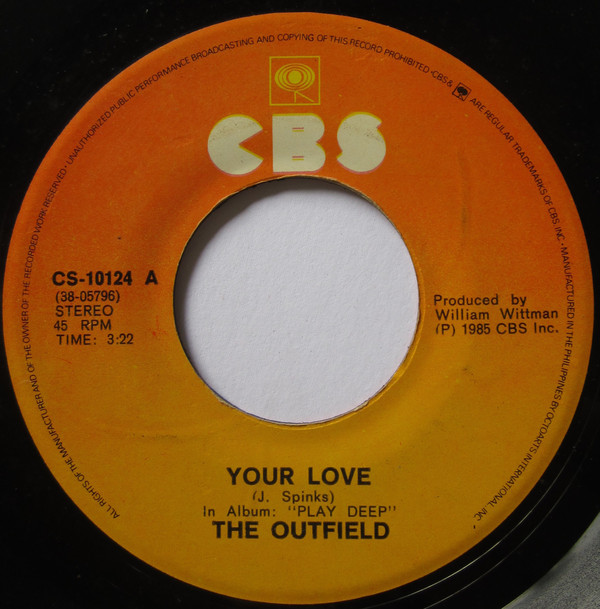 ALL RIGHTS OF THE MANUFACTURER AND OF THE OWNER OF THE RECORDED WORK RESERVED • UNAUTHORIZED PUBLIC PERFORMANCE BROADCASTING AND COPYING OF THIS RECORD PROHIBITED • CBS & ARE REGULAR TRADEMARKS OF CBS INC. • MANUFACTURED IN THE PHILIPPINES BY OCTOARTS INTERNATIONAL, INC.
CBS
CS-10124 A
(38-05796)
STEREO
45 RPM
TIME: 3:22
Produced by
William Wittman
(P) 1985 CBS Inc.
YOUR LOVE
(J. Spinks)
In Album: "PLAY DEEP"
THE OUTFIELD